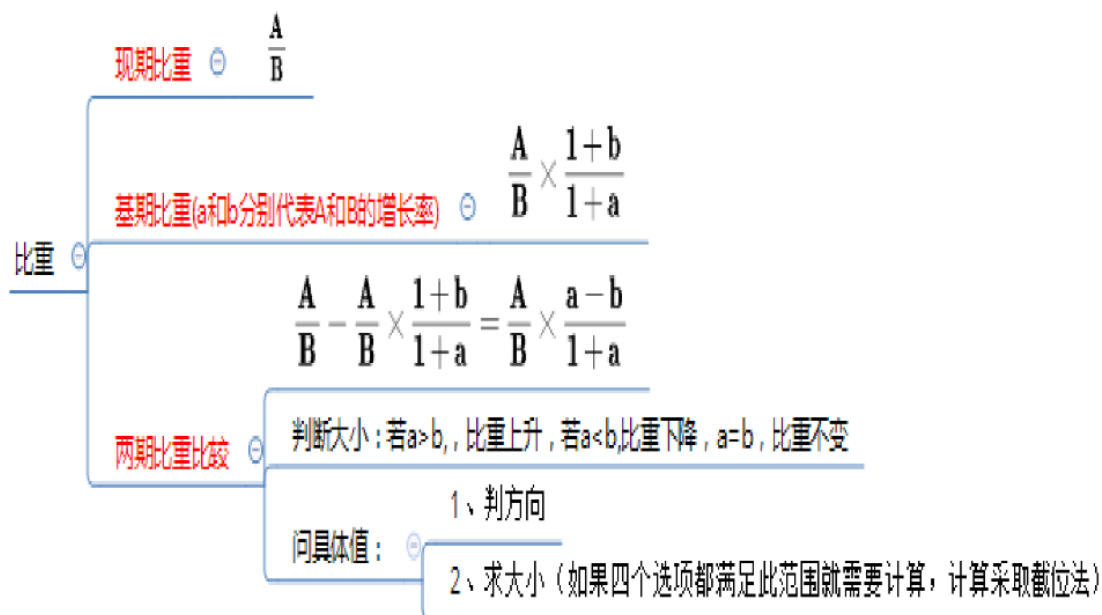 现期比重 A/B
基期比重(a和b分别代表A和B的增长率) A/B×(1+b)/(1+a)
比重
A/B-A/B×(1+b)/(1+a)=A/B×(a-b)/(1+a)
两期比重比较
判断大小：若a>b,，比重上升，若a<b,比重下降，a=b，比重不变
问具体值：
1、判方向
2、求大小（如果四个选项都满足此范围就需要计算，计算采取截位法）